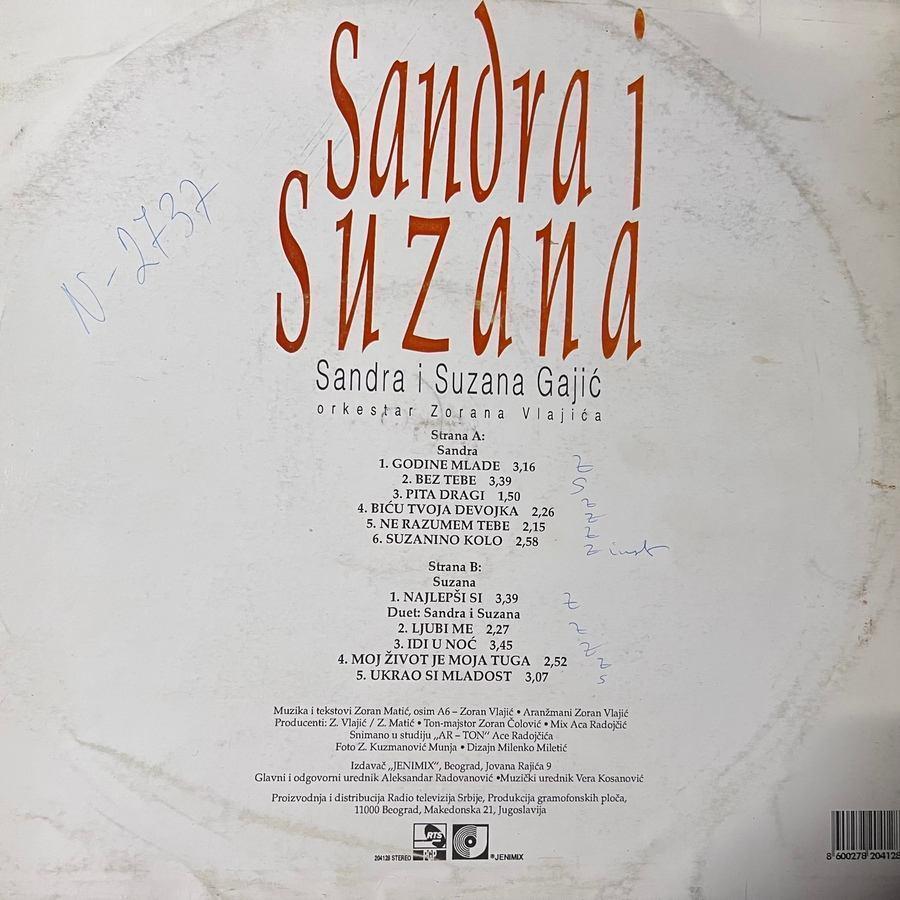 Sandra i
Suzana
N-2737
Sandra i Suzana Gajić
orkestar Zorana Vlajića
Strana A:
Sandra
1. GODINE MLADE 3,16 Z
2. BEZ TEBE 3,39 S
3. PITA DRAGI 1,50 Z
4. BIĆU TVOJA DEVOJKA 2,26 Z
5. NE RAZUMEM TEBE 2,15 Z
6. SUZANINO KOLO 2,58 Z inst
Strana B:
Suzana
1. NAJLEPŠI SI 3,39 Z
Duet: Sandra i Suzana
2. LJUBI ME 2,27 Z
3. IDI U NOĆ 3,45 Z
4. MOJ ŽIVOT JE MOJA TUGA 2,52 Z
5. UKRAO SI MLADOST 3,07 S
Muzika i tekstovi Zoran Matić, osim A6 – Zoran Vlajić • Aranžmani Zoran Vlajić
Producenti: Z. Vlajić / Z. Matić • Ton-majstor Zoran Čolović • Mix Aca Radojčić
Snimano u studiju „AR – TON" Ace Radojčića
Foto Z. Kuzmanović Munja • Dizajn Milenko Miletić
Izdavač „JENIMIX", Beograd, Jovana Rajića 9
Glavni i odgovorni urednik Aleksandar Radovanović •Muzički urednik Vera Kosanović
Proizvodnja i distribucija Radio televizija Srbije, Produkcija gramofonskih ploča,
11000 Beograd, Makedonska 21, Jugoslavija
RTS
204128 STEREO PGP ®JENIMIX
8 600278 204128